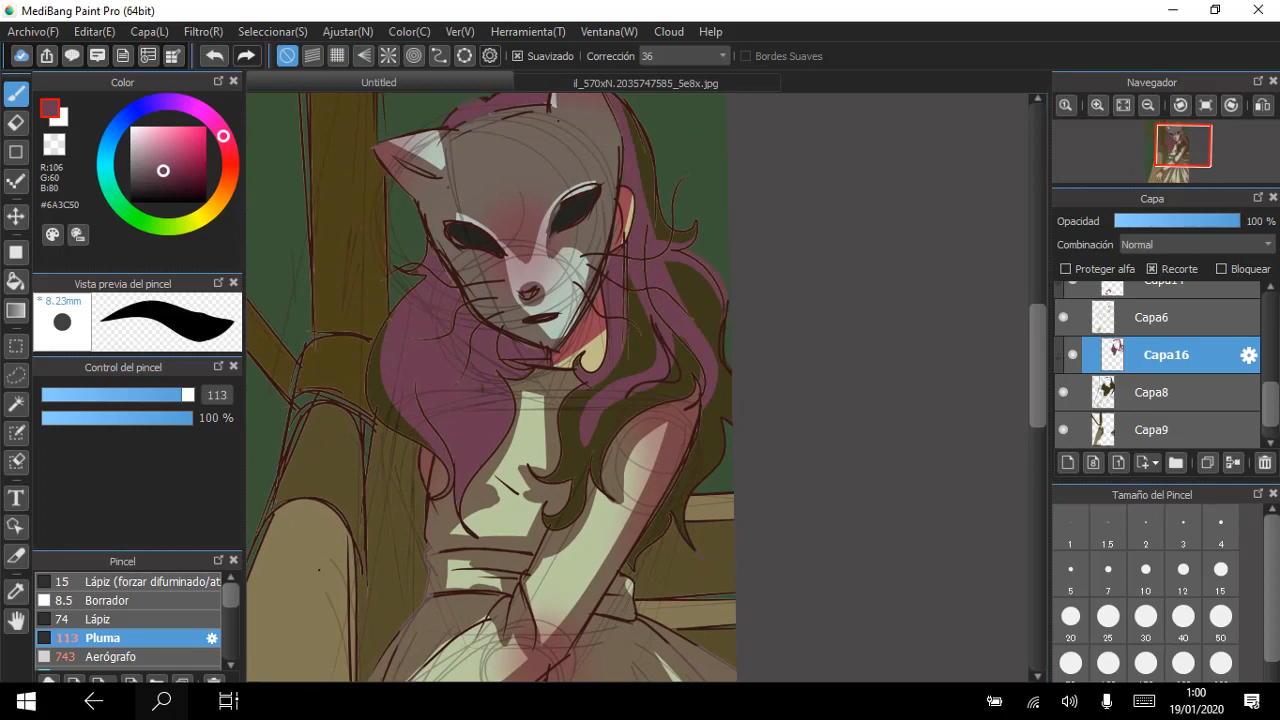 MediBang Paint Pro (64bit)
Archivo(F) Editar(E) Capa(L) Filtro(R) Seleccionar(S) Ajustar(N) Color(C) Ver(V) Herramienta(T) Ventana(W) Cloud Help
Suavizado Corrección 36 Bordes Suaves
Color
Untitled
il_570xN.2035747585_5e8x.jpg
Navegador
R:106
G:60
B:80
#6A3C50
Capa
Opacidad 100 %
Combinación Normal
Proteger alfa Recorte Bloquear
Capa6
Capa16
Capa8
Capa9
Vista previa del pincel
* 8.23mm
Control del pincel
113
100 %
Pincel
15 Lápiz (forzar difuminado/at
8.5 Borrador
74 Lápiz
113 Pluma
743 Aerógrafo
Tamaño del Pincel
1 1.5 2 3 4
5 7 10 12 15
20 25 30 40 50
1:00
19/01/2020